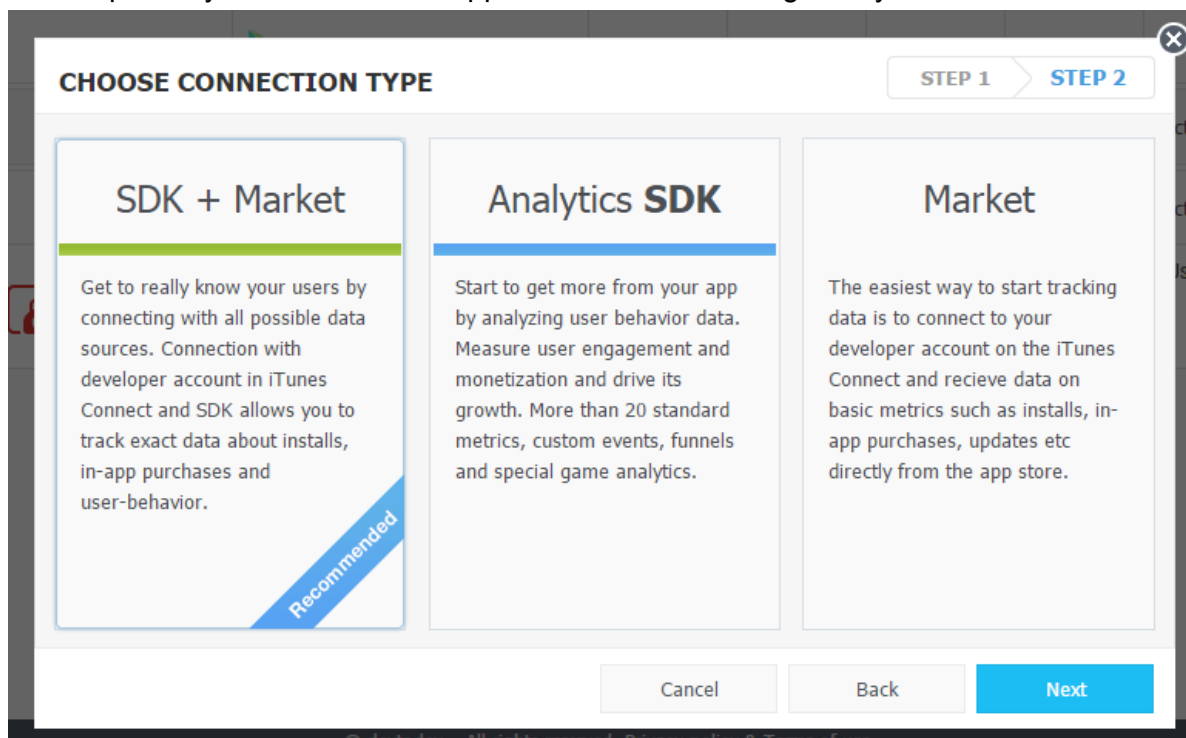 CHOOSE CONNECTION TYPE
STEP 1
STEP 2
SDK + Market
Get to really know your users by
connecting with all possible data
sources. Connection with
developer account in iTunes
Connect and SDK allows you to
track exact data about installs,
in-app purchases and
user-behavior.
Recommended
Analytics SDK
Start to get more from your app
by analyzing user behavior data.
Measure user engagement and
monetization and drive its
growth. More than 20 standard
metrics, custom events, funnels
and special game analytics.
Market
The easiest way to start tracking
data is to connect to your
developer account on the iTunes
Connect and recieve data on
basic metrics such as installs, in-
app purchases, updates etc
directly from the app store.
Cancel
Back
Next